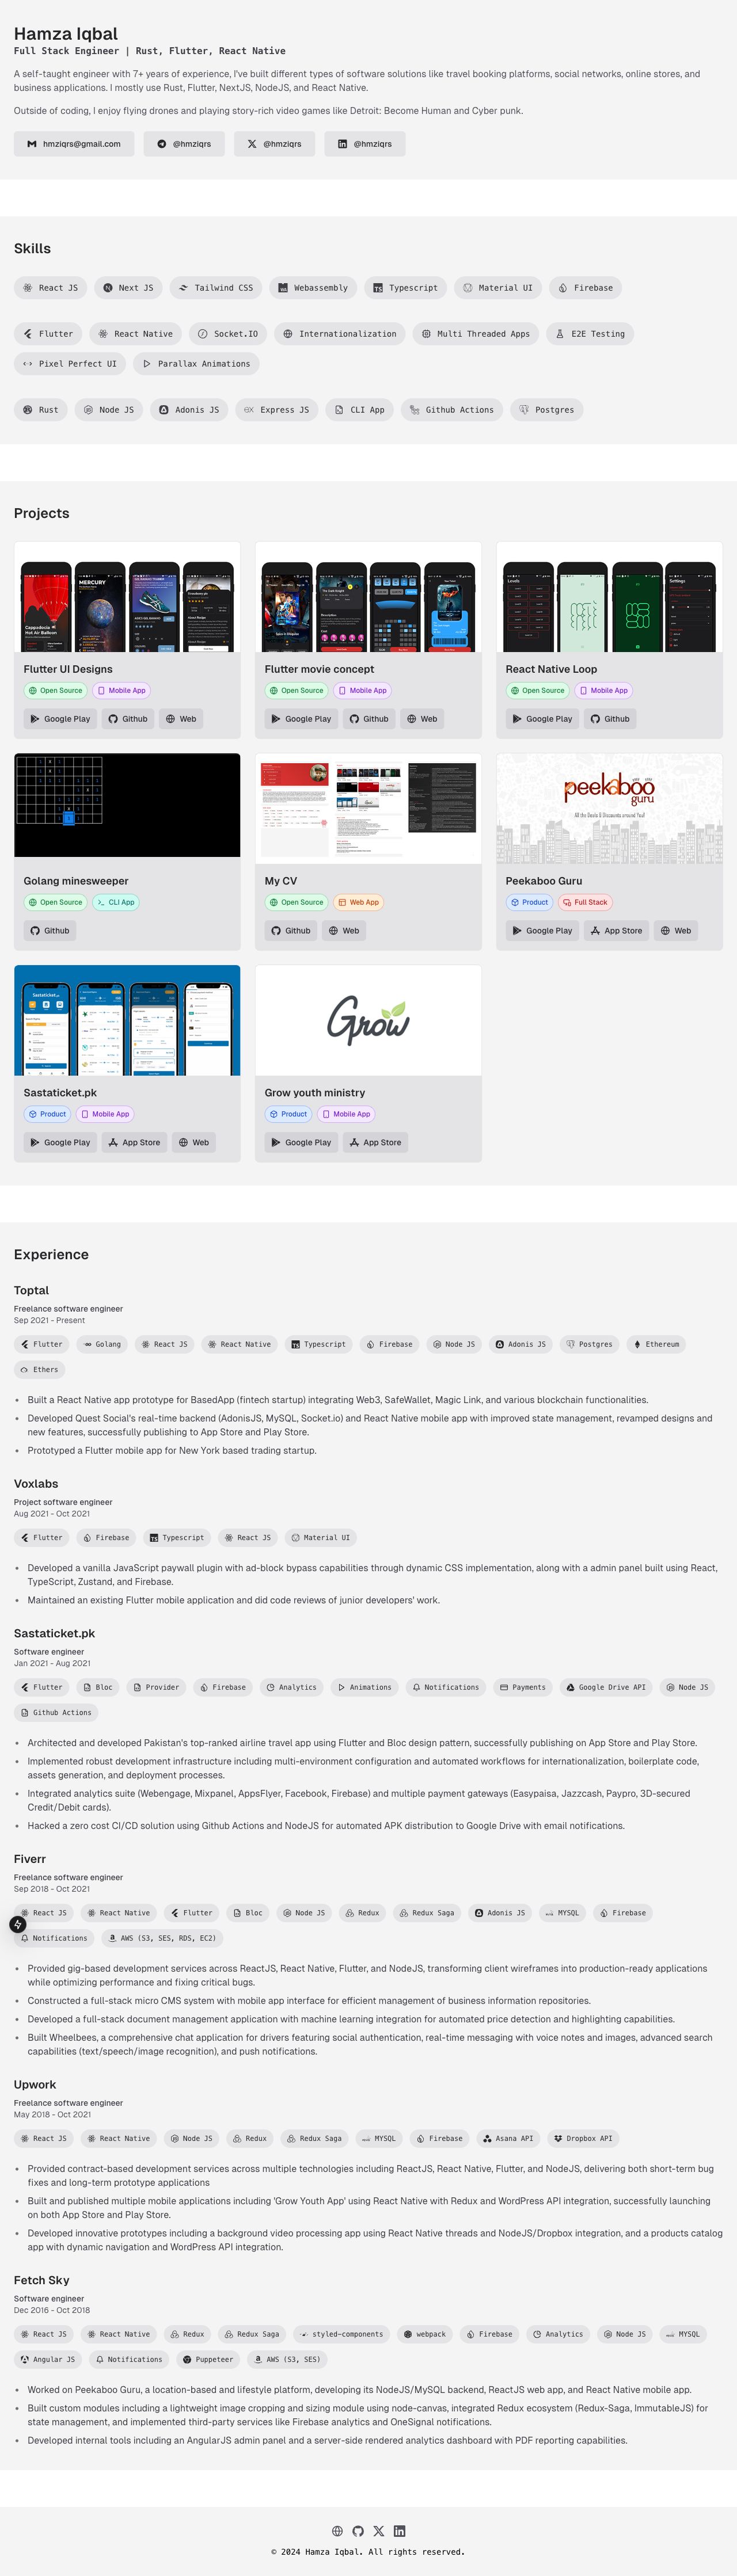 Hamza Iqbal
Full Stack Engineer | Rust, Flutter, React Native
A self-taught engineer with 7+ years of experience, I've built different types of software solutions like travel booking platforms, social networks, online stores, and
business applications. I mostly use Rust, Flutter, NextJS, NodeJS, and React Native.
Outside of coding, I enjoy flying drones and playing story-rich video games like Detroit: Become Human and Cyber punk.
hmziqrs@gmail.com @hmziqrs @hmziqrs @hmziqrs
Skills
React JS Next JS Tailwind CSS Webassembly Typescript Material UI Firebase
Flutter React Native Socket.IO Internationalization Multi Threaded Apps E2E Testing
Pixel Perfect UI Parallax Animations
Rust Node JS Adonis JS Express JS CLI App Github Actions Postgres
Projects
MERCURY
Cappadocia
Hot Air Balloon
Levels
Settings
Flutter UI Designs
Open Source Mobile App
Google Play Github Web
Flutter movie concept
Open Source Mobile App
Google Play Github Web
React Native Loop
Open Source Mobile App
Google Play Github
Golang minesweeper
Open Source CLI App
Github
My CV
Open Source Web App
Github Web
peekaboo
guru
All the Deals & Discounts around You!
Peekaboo Guru
Product Full Stack
Google Play App Store Web
Sastaticket.pk
Sastaticket.pk
Product Mobile App
Google Play App Store Web
Grow
Grow youth ministry
Product Mobile App
Google Play App Store
Experience
Toptal
Freelance software engineer
Sep 2021 - Present
Flutter Golang React JS React Native Typescript Firebase Node JS Adonis JS Postgres Ethereum
Ethers
Built a React Native app prototype for BasedApp (fintech startup) integrating Web3, SafeWallet, Magic Link, and various blockchain functionalities.
Developed Quest Social's real-time backend (AdonisJS, MySQL, Socket.io) and React Native mobile app with improved state management, revamped designs and
new features, successfully publishing to App Store and Play Store.
Prototyped a Flutter mobile app for New York based trading startup.
Voxlabs
Project software engineer
Aug 2021 - Oct 2021
Flutter Firebase Typescript React JS Material UI
Developed a vanilla JavaScript paywall plugin with ad-block bypass capabilities through dynamic CSS implementation, along with a admin panel built using React,
TypeScript, Zustand, and Firebase.
Maintained an existing Flutter mobile application and did code reviews of junior developers' work.
Sastaticket.pk
Software engineer
Jan 2021 - Aug 2021
Flutter Bloc Provider Firebase Analytics Animations Notifications Payments Google Drive API Node JS
Github Actions
Architected and developed Pakistan's top-ranked airline travel app using Flutter and Bloc design pattern, successfully publishing on App Store and Play Store.
Implemented robust development infrastructure including multi-environment configuration and automated workflows for internationalization, boilerplate code,
assets generation, and deployment processes.
Integrated analytics suite (Webengage, Mixpanel, AppsFlyer, Facebook, Firebase) and multiple payment gateways (Easypaisa, Jazzcash, Paypro, 3D-secured
Credit/Debit cards).
Hacked a zero cost CI/CD solution using Github Actions and NodeJS for automated APK distribution to Google Drive with email notifications.
Fiverr
Freelance software engineer
Sep 2018 - Oct 2021
React JS React Native Flutter Bloc Node JS Redux Redux Saga Adonis JS MYSQL Firebase
Notifications AWS (S3, SES, RDS, EC2)
Provided gig-based development services across ReactJS, React Native, Flutter, and NodeJS, transforming client wireframes into production-ready applications
while optimizing performance and fixing critical bugs.
Constructed a full-stack micro CMS system with mobile app interface for efficient management of business information repositories.
Developed a full-stack document management application with machine learning integration for automated price detection and highlighting capabilities.
Built Wheelbees, a comprehensive chat application for drivers featuring social authentication, real-time messaging with voice notes and images, advanced search
capabilities (text/speech/image recognition), and push notifications.
Upwork
Freelance software engineer
May 2018 - Oct 2021
React JS React Native Node JS Redux Redux Saga MYSQL Firebase Asana API Dropbox API
Provided contract-based development services across multiple technologies including ReactJS, React Native, Flutter, and NodeJS, delivering both short-term bug
fixes and long-term prototype applications
Built and published multiple mobile applications including 'Grow Youth App' using React Native with Redux and WordPress API integration, successfully launching
on both App Store and Play Store.
Developed innovative prototypes including a background video processing app using React Native threads and NodeJS/Dropbox integration, and a products catalog
app with dynamic navigation and WordPress API integration.
Fetch Sky
Software engineer
Dec 2016 - Oct 2018
React JS React Native Redux Redux Saga styled-components webpack Firebase Analytics Node JS MYSQL
Angular JS Notifications Puppeteer AWS (S3, SES)
Worked on Peekaboo Guru, a location-based and lifestyle platform, developing its NodeJS/MySQL backend, ReactJS web app, and React Native mobile app.
Built custom modules including a lightweight image cropping and sizing module using node-canvas, integrated Redux ecosystem (Redux-Saga, ImmutableJS) for
state management, and implemented third-party services like Firebase analytics and OneSignal notifications.
Developed internal tools including an AngularJS admin panel and a server-side rendered analytics dashboard with PDF reporting capabilities.
© 2024 Hamza Iqbal. All rights reserved.